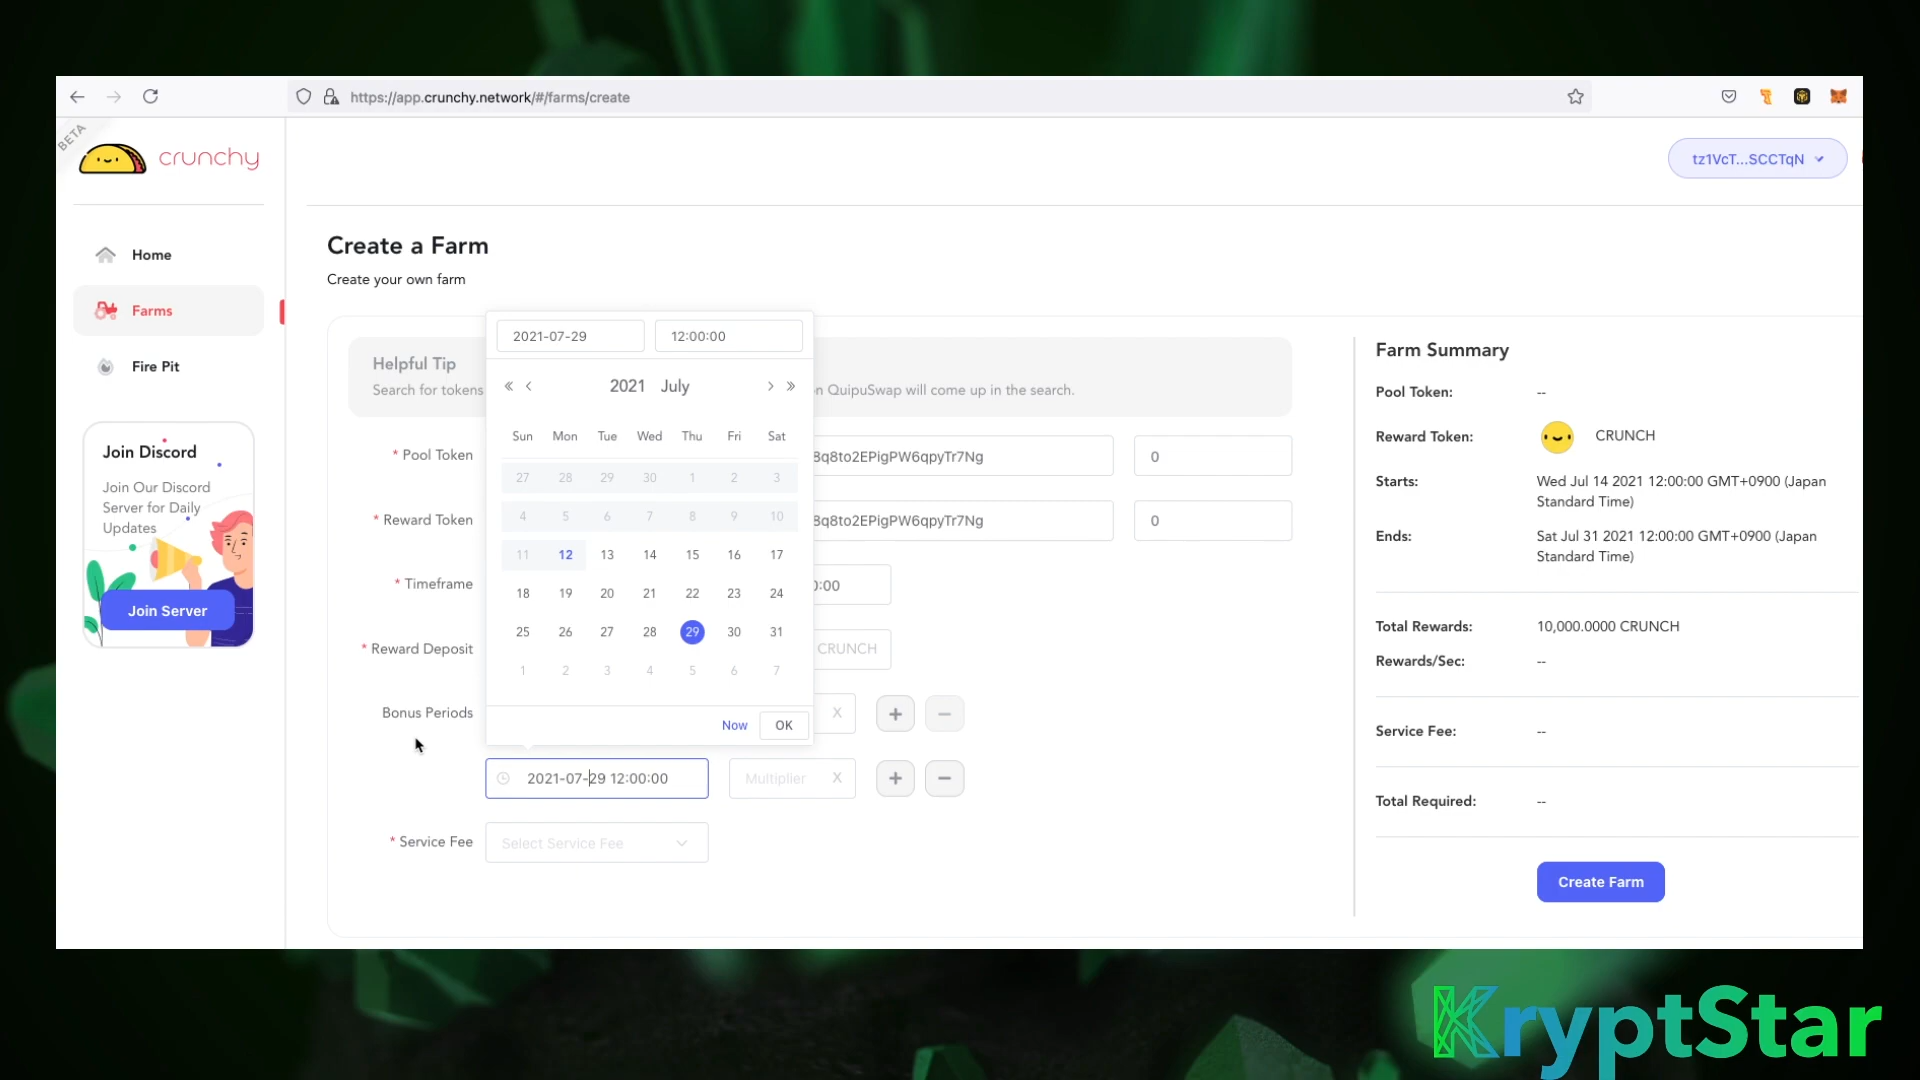 https://app.crunchy.network/#/farms/create
BETA
crunchy
tz1VcT...SCCTqN
Home
Farms
Fire Pit
Join Discord
Join Our Discord
Server for Daily
Updates
Join Server
Create a Farm
Create your own farm
Helpful Tip
Search for tokens
n QuipuSwap will come up in the search.
2021-07-29
12:00:00
2021 July
Sun Mon Tue Wed Thu Fri Sat
27 28 29 30 1 2 3
4 5 6 7 8 9 10
11 12 13 14 15 16 17
18 19 20 21 22 23 24
25 26 27 28 29 30 31
1 2 3 4 5 6 7
Now
OK
* Pool Token
8q8to2EPigPW6qpyTr7Ng
0
* Reward Token
8q8to2EPigPW6qpyTr7Ng
0
* Timeframe
0:00
* Reward Deposit
CRUNCH
Bonus Periods
X
+
−
2021-07-29 12:00:00
Multiplier X
+
−
* Service Fee
Select Service Fee
Farm Summary
Pool Token: --
Reward Token: CRUNCH
Starts: Wed Jul 14 2021 12:00:00 GMT+0900 (Japan
Standard Time)
Ends: Sat Jul 31 2021 12:00:00 GMT+0900 (Japan
Standard Time)
Total Rewards: 10,000.0000 CRUNCH
Rewards/Sec: --
Service Fee: --
Total Required: --
Create Farm
KryptStar